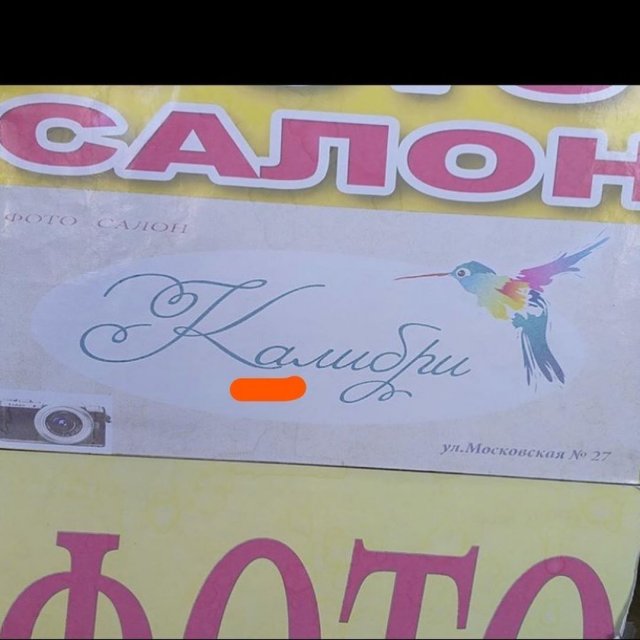 САЛОН
ФОТО САЛОН
Калибри
ул.Московская № 27
ФОТО